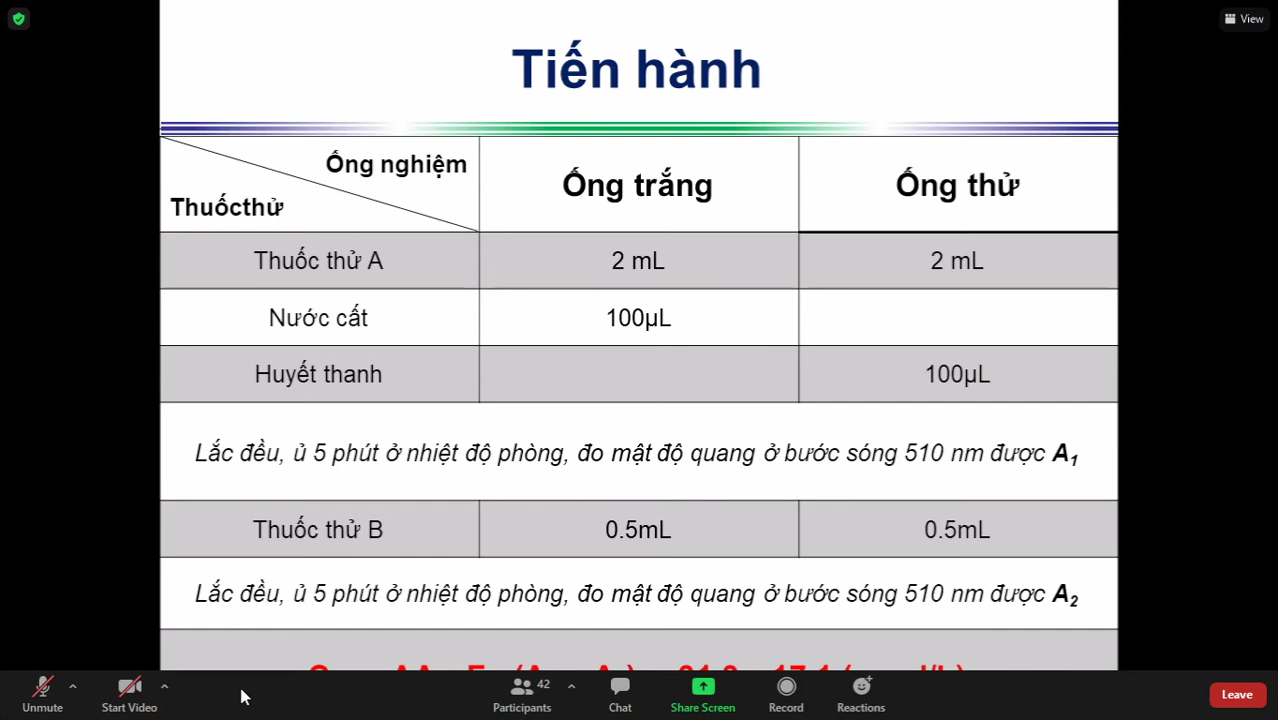 View
Tiến hành
Ống nghiệm
Thuốcthử
Ống trắng
Ống thử
Thuốc thử A
2 mL
2 mL
Nước cất
100µL
Huyết thanh
100µL
Lắc đều, ủ 5 phút ở nhiệt độ phòng, đo mật độ quang ở bước sóng 510 nm được A₁
Thuốc thử B
0.5mL
0.5mL
Lắc đều, ủ 5 phút ở nhiệt độ phòng, đo mật độ quang ở bước sóng 510 nm được A₂
Unmute
Start Video
42
Participants
Chat
Share Screen
Record
Reactions
Leave